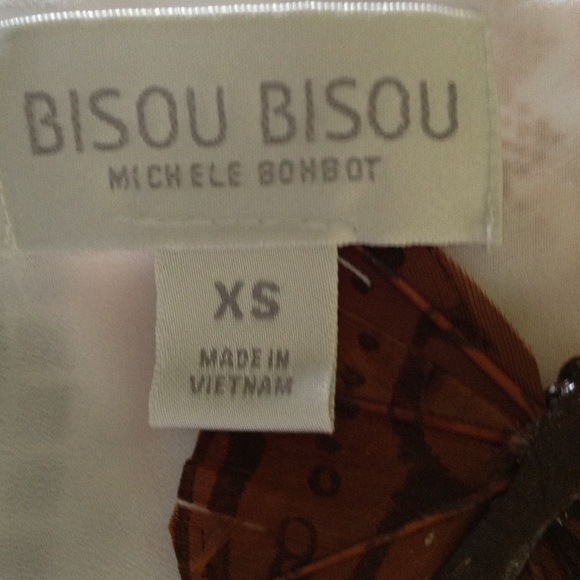 BISOU BISOU
MICHELE BOHBOT
XS
MADE IN
VIETNAM